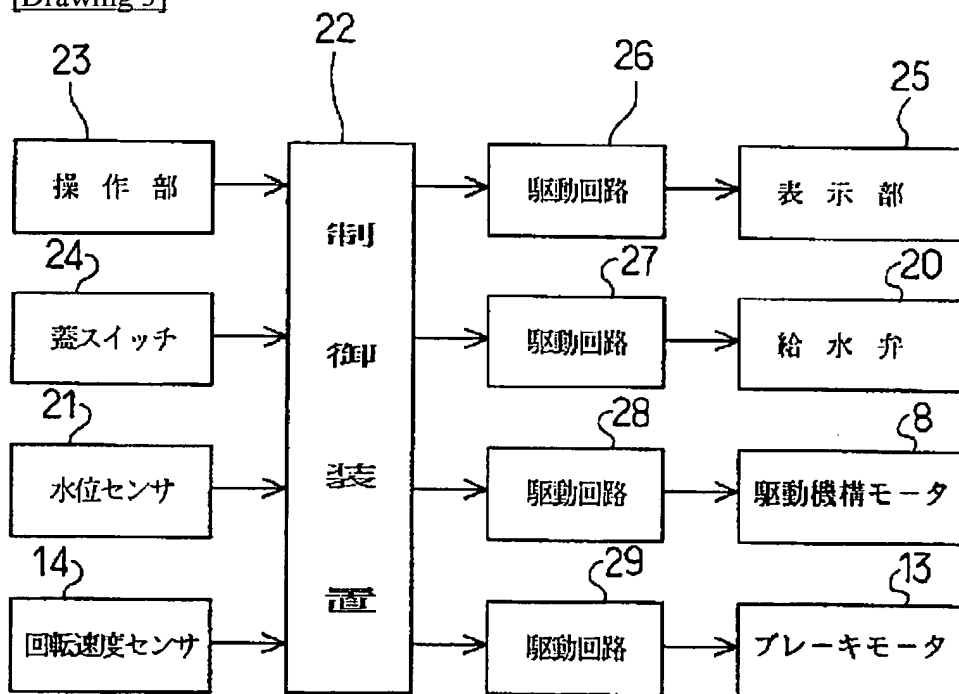 [Drawing 3]
23
22
26
25
操作部
駆動回路
表示部
24
27
20
蓋スイッチ
制御装置
駆動回路
給水弁
21
28
8
水位センサ
駆動回路
駆動機構モータ
14
29
13
回転速度センサ
駆動回路
ブレーキモータ